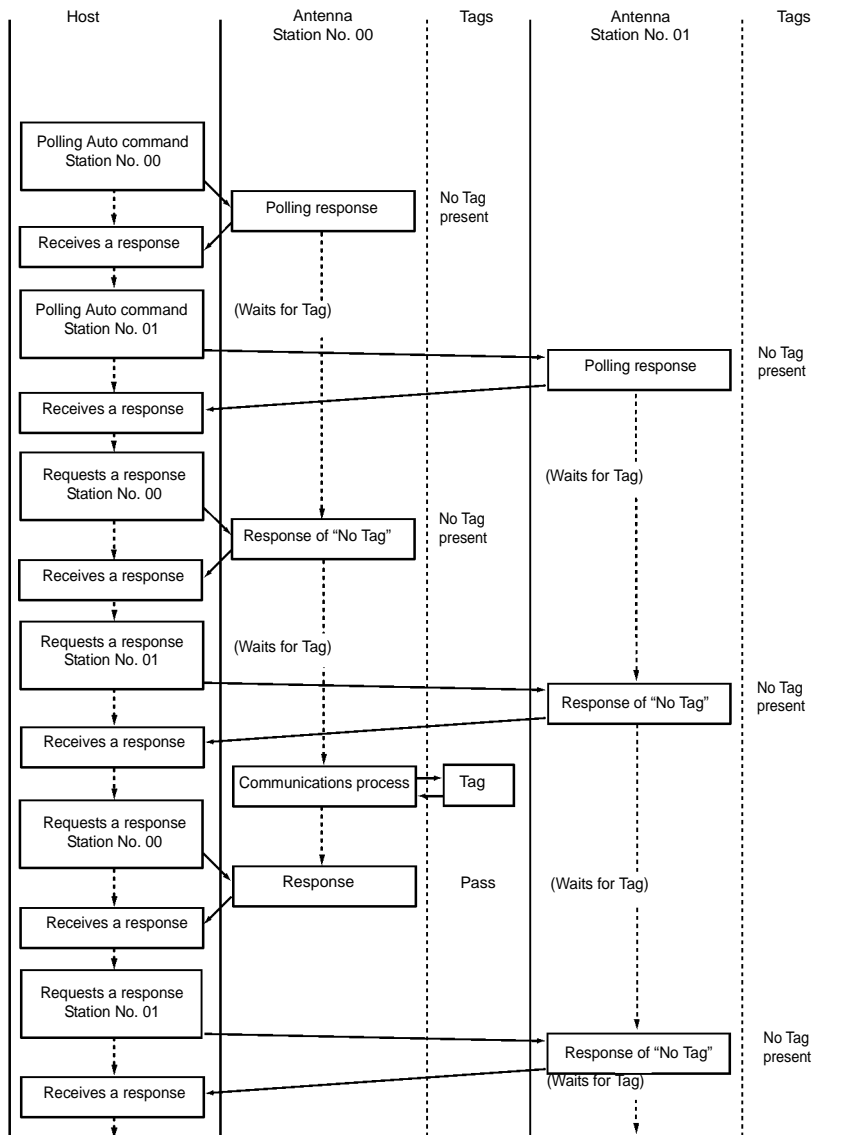 Host
Antenna
Station No. 00
Tags
Antenna
Station No. 01
Tags
Polling Auto command
Station No. 00
Polling response
No Tag
present
Receives a response
Polling Auto command
Station No. 01
(Waits for Tag)
Polling response
No Tag
present
Receives a response
Requests a response
Station No. 00
(Waits for Tag)
Response of “No Tag”
No Tag
present
Receives a response
Requests a response
Station No. 01
(Waits for Tag)
Response of “No Tag”
No Tag
present
Receives a response
Communications process
Tag
Requests a response
Station No. 00
Response
Pass
(Waits for Tag)
Receives a response
Requests a response
Station No. 01
Response of “No Tag”
No Tag
present
(Waits for Tag)
Receives a response